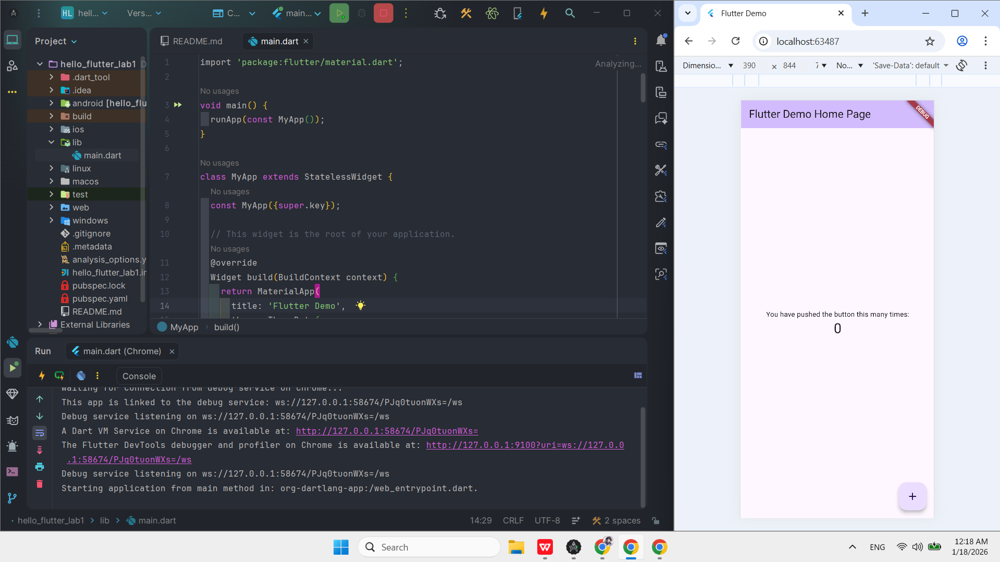 HL hell... Vers... C... main...
Project
README.md
main.dart
hello_flutter_lab1 D
.dart_tool
.idea
android [hello_flu
build
ios
lib
main.dart
linux
macos
test
web
windows
.gitignore
.metadata
analysis_options.y
hello_flutter_lab1.ir
pubspec.lock
pubspec.yaml
README.md
External Libraries
Analyzing...
1 import 'package:flutter/material.dart';
2
No usages
3 void main() {
4 runApp(const MyApp());
5 }
6
No usages
7 class MyApp extends StatelessWidget {
No usages
8 const MyApp({super.key});
9
10 // This widget is the root of your application.
No usages
11 @override
12 Widget build(BuildContext context) {
13 return MaterialApp(
14 title: 'Flutter Demo',
MyApp › build()
Run main.dart (Chrome)
Console
Waiting for connection from debug service on Chrome...
This app is linked to the debug service: ws://127.0.0.1:58674/PJq0tuonWXs=/ws
Debug service listening on ws://127.0.0.1:58674/PJq0tuonWXs=/ws
A Dart VM Service on Chrome is available at: http://127.0.0.1:58674/PJq0tuonWXs=
The Flutter DevTools debugger and profiler on Chrome is available at: http://127.0.0.1:9100?uri=ws://127.0.0
.1:58674/PJq0tuonWXs=/ws
Debug service listening on ws://127.0.0.1:58674/PJq0tuonWXs=/ws
Starting application from main method in: org-dartlang-app:/web_entrypoint.dart.
hello_flutter_lab1 › lib › main.dart
14:29 CRLF UTF-8 2 spaces
Flutter Demo
localhost:63487
Dimensio... 390 × 844 7 No... 'Save-Data': default
Flutter Demo Home Page
DEBUG
You have pushed the button this many times:
0
+
Search
ENG
12:18 AM
1/18/2026